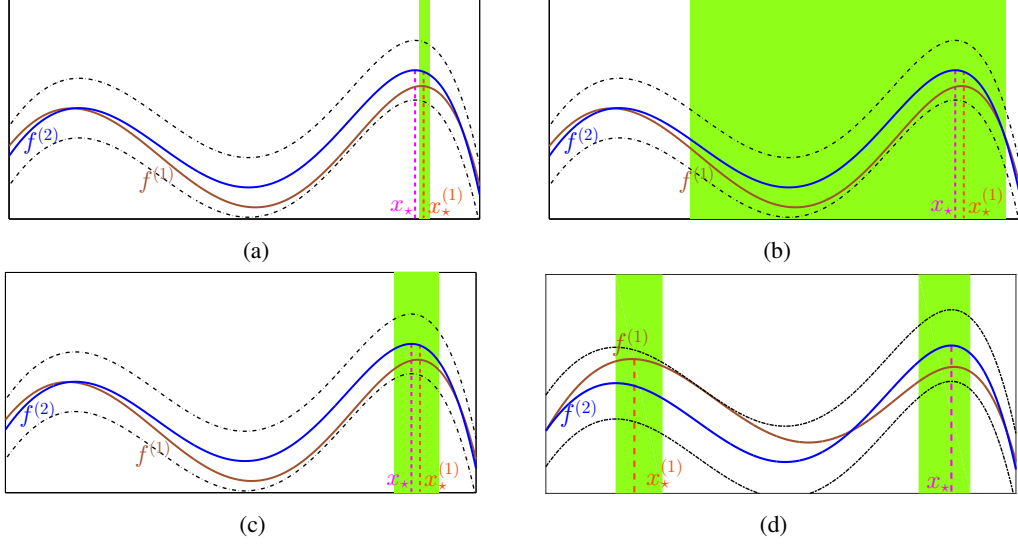 f^{(2)}
f^{(1)}
x_⋆ x_⋆^{(1)}
(a)
f^{(2)}
f^{(1)}
x_⋆ x_⋆^{(1)}
(b)
f^{(2)}
f^{(1)}
x_⋆ x_⋆^{(1)}
(c)
f^{(1)}
f^{(2)}
x_⋆^{(1)} x_⋆
(d)